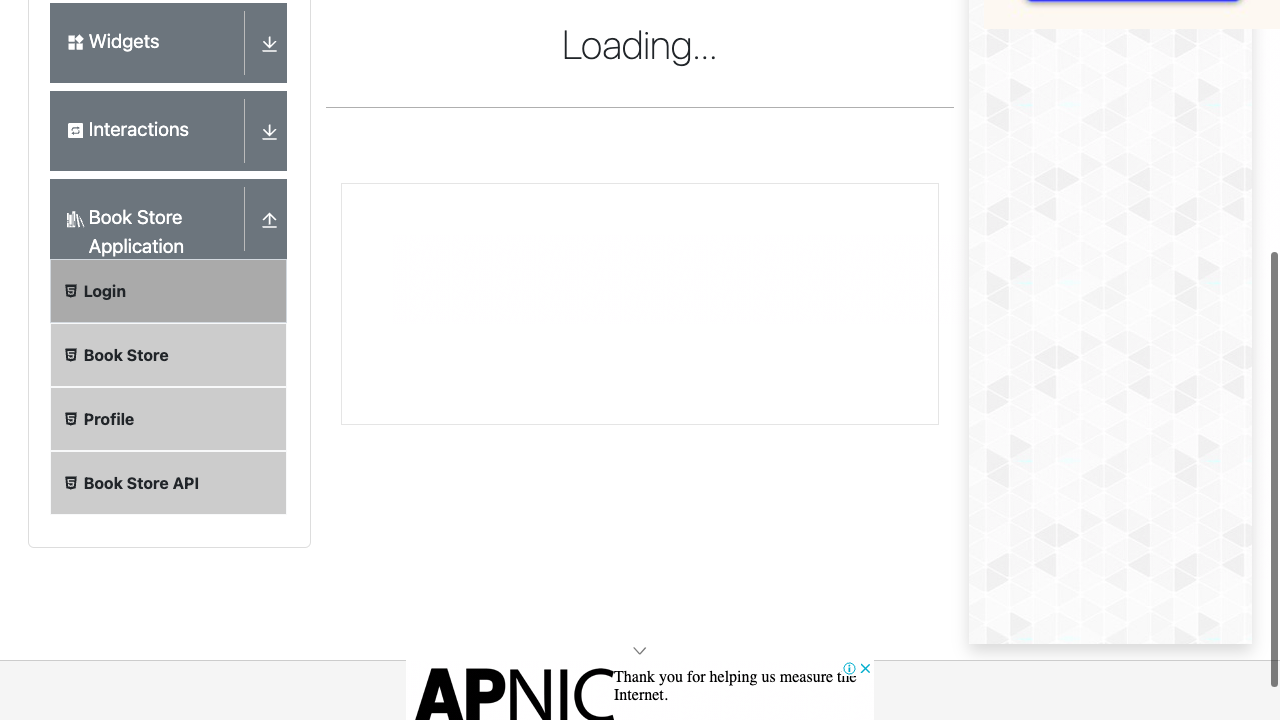 Widgets
Interactions
Book Store
Application
Login
Book Store
Profile
Book Store API
Loading...
APNIC
Thank you for helping us measure the
Internet.